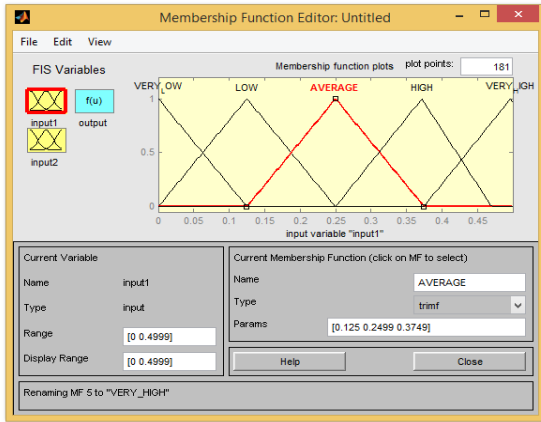 Membership Function Editor: Untitled
File Edit View
FIS Variables
Membership function plots plot points: 181
input1
f(u)
output
input2
VERY_LOW LOW AVERAGE HIGH VERY_HIGH
1
0.5
0
0 0.05 0.1 0.15 0.2 0.25 0.3 0.35 0.4 0.45
input variable "input1"
Current Variable
Name input1
Type input
Range [0 0.4999]
Display Range [0 0.4999]
Current Membership Function (click on MF to select)
Name AVERAGE
Type trimf
Params [0.125 0.2499 0.3749]
Help Close
Renaming MF 5 to "VERY_HIGH"